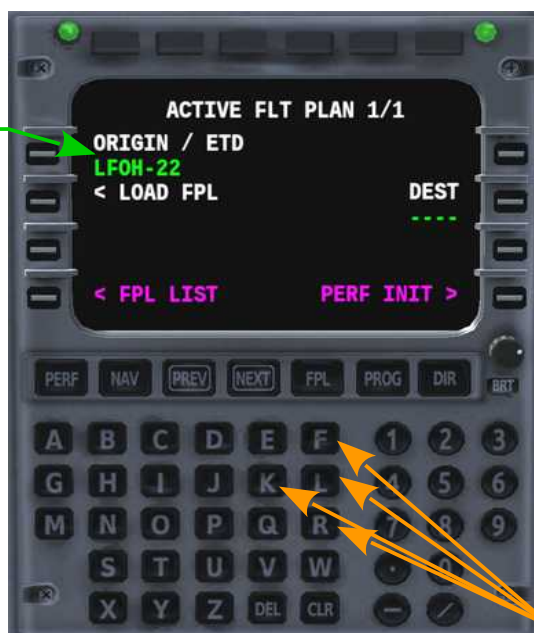 ACTIVE FLT PLAN 1/1
ORIGIN / ETD
LFOH-22
< LOAD FPL DEST
----
< FPL LIST PERF INIT >
PERF NAV PREV NEXT FPL PROG DIR BRT
A B C D E F 1 2 3
G H I J K L 4 5 6
M N O P Q R 7 8 9
S T U V W . 0
X Y Z DEL CLR - /